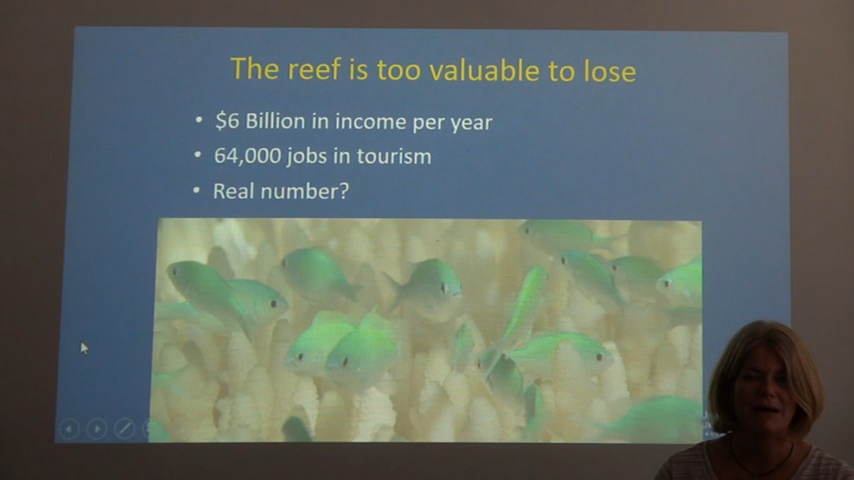 The reef is too valuable to lose
• $6 Billion in income per year
• 64,000 jobs in tourism
• Real number?